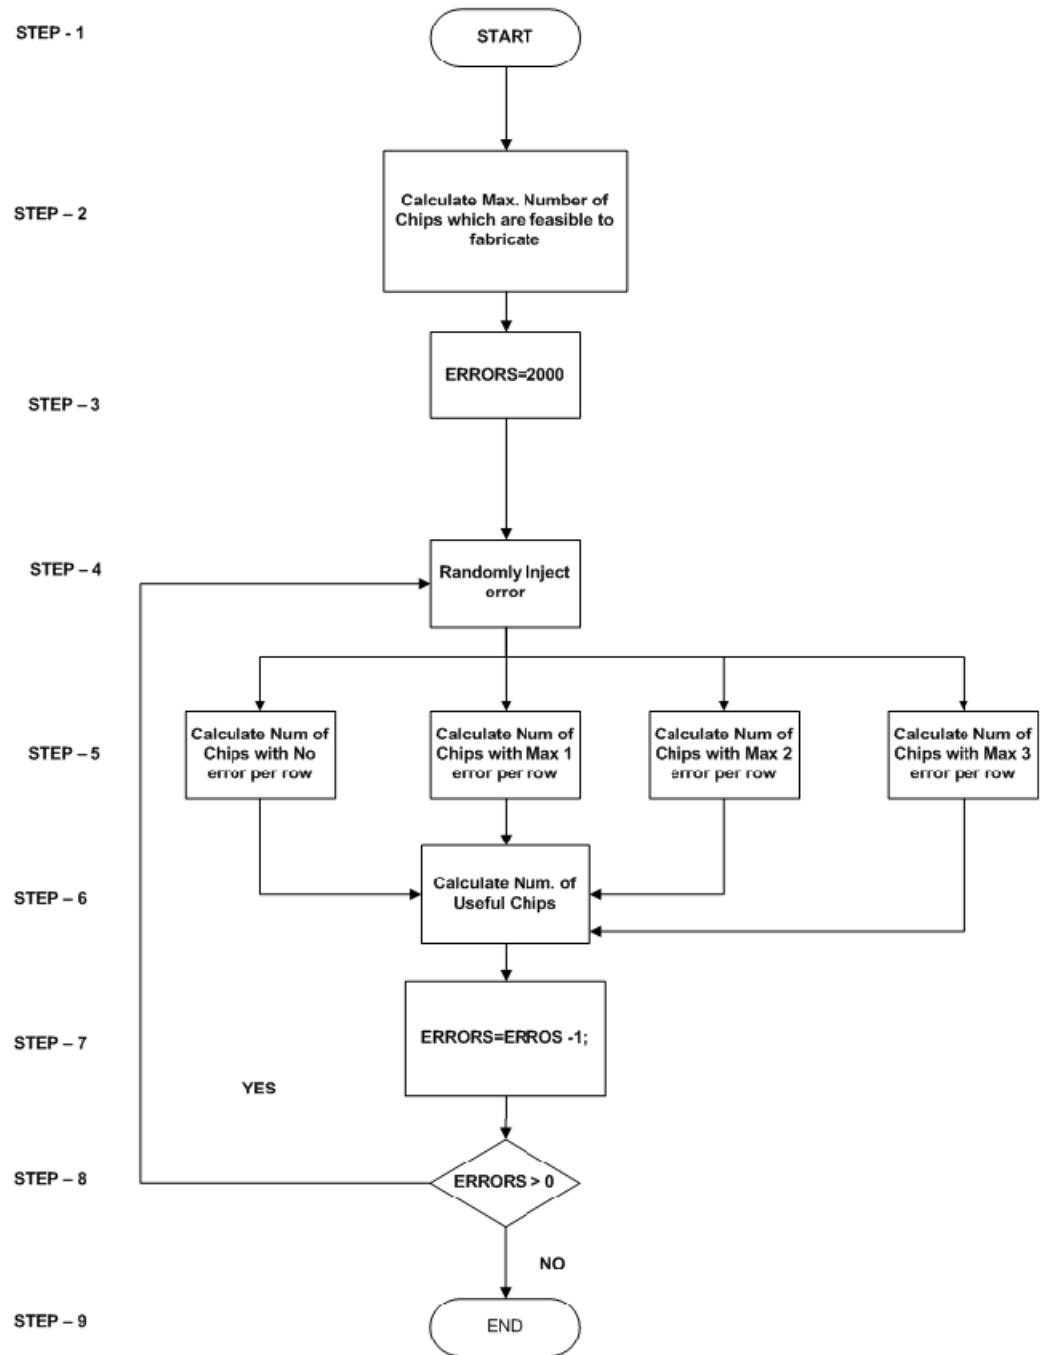 STEP - 1
START
STEP – 2
Calculate Max. Number of
Chips which are feasible to
fabricate
ERRORS=2000
STEP – 3
STEP – 4
Randomly Inject
error
STEP – 5
Calculate Num of
Chips with No
error per row
Calculate Num of
Chips with Max 1
error per row
Calculate Num of
Chips with Max 2
error per row
Calculate Num of
Chips with Max 3
error per row
STEP – 6
Calculate Num. of
Useful Chips
STEP – 7
ERRORS=ERROS -1;
YES
STEP – 8
ERRORS > 0
NO
STEP – 9
END